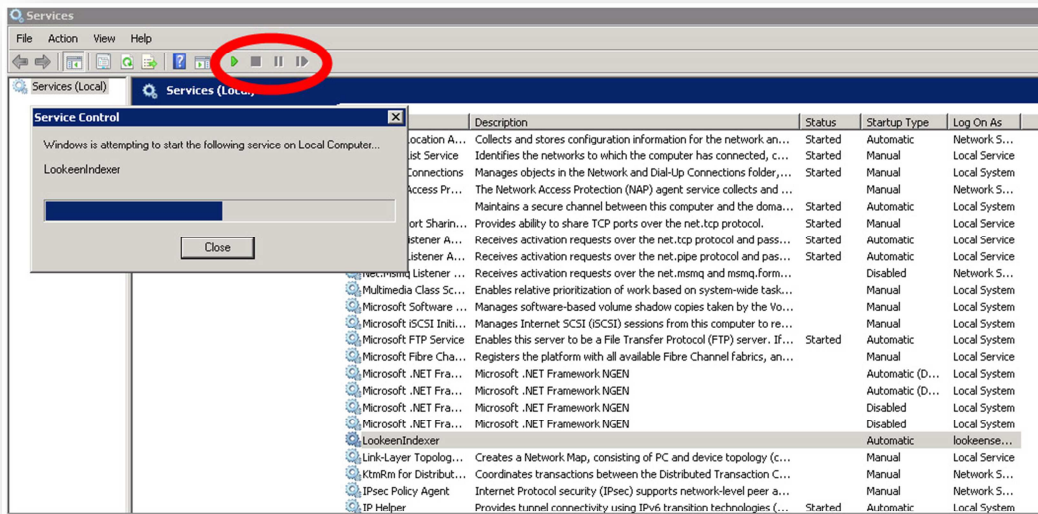 Services
File Action View Help
Services (Local)
Services (Local)
Service Control
Windows is attempting to start the following service on Local Computer...
LookeenIndexer
Close
Description Status Startup Type Log On As
ocation A... Collects and stores configuration information for the network an... Started Automatic Network S...
ist Service Identifies the networks to which the computer has connected, c... Started Manual Local Service
Connections Manages objects in the Network and Dial-Up Connections folder,... Started Manual Local System
Access Pr... The Network Access Protection (NAP) agent service collects and ... Manual Network S...
Maintains a secure channel between this computer and the doma... Started Automatic Local System
ort Sharin... Provides ability to share TCP ports over the net.tcp protocol. Started Manual Local Service
istener A... Receives activation requests over the net.tcp protocol and pass... Started Automatic Local Service
istener A... Receives activation requests over the net.pipe protocol and pas... Started Automatic Local Service
Net.Msmq Listener ... Receives activation requests over the net.msmq and msmq.form... Disabled Network S...
Multimedia Class Sc... Enables relative prioritization of work based on system-wide task... Manual Local System
Microsoft Software ... Manages software-based volume shadow copies taken by the Vo... Manual Local System
Microsoft iSCSI Initi... Manages Internet SCSI (iSCSI) sessions from this computer to re... Manual Local System
Microsoft FTP Service Enables this server to be a File Transfer Protocol (FTP) server. If... Started Automatic Local System
Microsoft Fibre Cha... Registers the platform with all available Fibre Channel fabrics, an... Manual Local Service
Microsoft .NET Fra... Microsoft .NET Framework NGEN Automatic (D... Local System
Microsoft .NET Fra... Microsoft .NET Framework NGEN Automatic (D... Local System
Microsoft .NET Fra... Microsoft .NET Framework NGEN Disabled Local System
Microsoft .NET Fra... Microsoft .NET Framework NGEN Disabled Local System
LookeenIndexer Automatic lookeense...
Link-Layer Topolog... Creates a Network Map, consisting of PC and device topology (c... Manual Local Service
KtmRm for Distribut... Coordinates transactions between the Distributed Transaction C... Manual Network S...
IPsec Policy Agent Internet Protocol security (IPsec) supports network-level peer a... Manual Network S...
IP Helper Provides tunnel connectivity using IPv6 transition technologies (... Started Automatic Local System